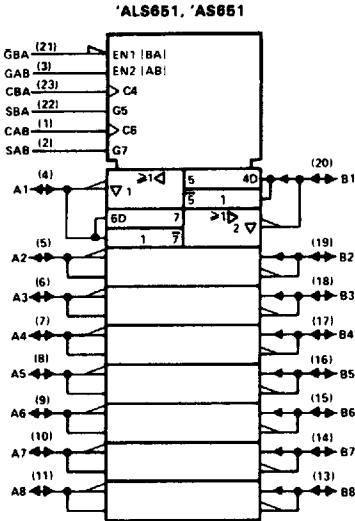 'ALS651, 'AS651
G̅BA (21) EN1 [BA]
GAB (3) EN2 [AB]
CBA (23) C4
SBA (22) G5
CAB (1) C6
SAB (2) G7
A1 (4) ▽ 1 ≥1 ◁ 5 4D (20) B1
5̅ 1
6D 7 ≥1 ▷
1 7̅ 2 ▽
A2 (5) (19) B2
A3 (6) (18) B3
A4 (7) (17) B4
A5 (8) (16) B5
A6 (9) (15) B6
A7 (10) (14) B7
A8 (11) (13) B8